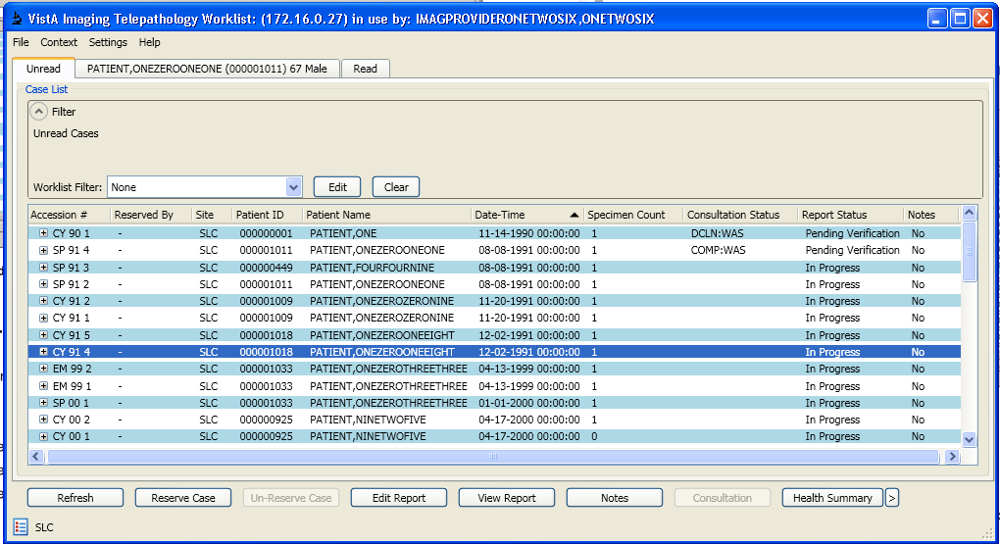 VistA Imaging Telepathology Worklist: (172.16.0.27) in use by: IMAGPROVIDERONETWOSIX,ONETWOSIX
File Context Settings Help
Unread PATIENT,ONEZEROONEONE (000001011) 67 Male Read
Case List
Filter
Unread Cases
Worklist Filter: None Edit Clear
Accession # Reserved By Site Patient ID Patient Name Date-Time Specimen Count Consultation Status Report Status Notes
CY 90 1 - SLC 000000001 PATIENT,ONE 11-14-1990 00:00:00 1 DCLN:WAS Pending Verification No
SP 91 4 - SLC 000001011 PATIENT,ONEZEROONEONE 08-08-1991 00:00:00 1 COMP:WAS Pending Verification No
SP 91 3 - SLC 000000449 PATIENT,FOURFOURNINE 08-08-1991 00:00:00 1 In Progress No
SP 91 2 - SLC 000001011 PATIENT,ONEZEROONEONE 08-08-1991 00:00:00 1 In Progress No
CY 91 2 - SLC 000001009 PATIENT,ONEZEROZERONINE 11-20-1991 00:00:00 1 In Progress No
CY 91 1 - SLC 000001009 PATIENT,ONEZEROZERONINE 11-20-1991 00:00:00 1 In Progress No
CY 91 5 - SLC 000001018 PATIENT,ONEZEROONEEIGHT 12-02-1991 00:00:00 1 In Progress No
CY 91 4 - SLC 000001018 PATIENT,ONEZEROONEEIGHT 12-02-1991 00:00:00 1 In Progress No
EM 99 2 - SLC 000001033 PATIENT,ONEZEROTHREETHREE 04-13-1999 00:00:00 1 In Progress No
EM 99 1 - SLC 000001033 PATIENT,ONEZEROTHREETHREE 04-13-1999 00:00:00 1 In Progress No
SP 00 1 - SLC 000001033 PATIENT,ONEZEROTHREETHREE 01-01-2000 00:00:00 1 In Progress No
CY 00 2 - SLC 000000925 PATIENT,NINETWOFIVE 04-17-2000 00:00:00 1 In Progress No
CY 00 1 - SLC 000000925 PATIENT,NINETWOFIVE 04-17-2000 00:00:00 0 In Progress No
Refresh Reserve Case Un-Reserve Case Edit Report View Report Notes Consultation Health Summary >
SLC